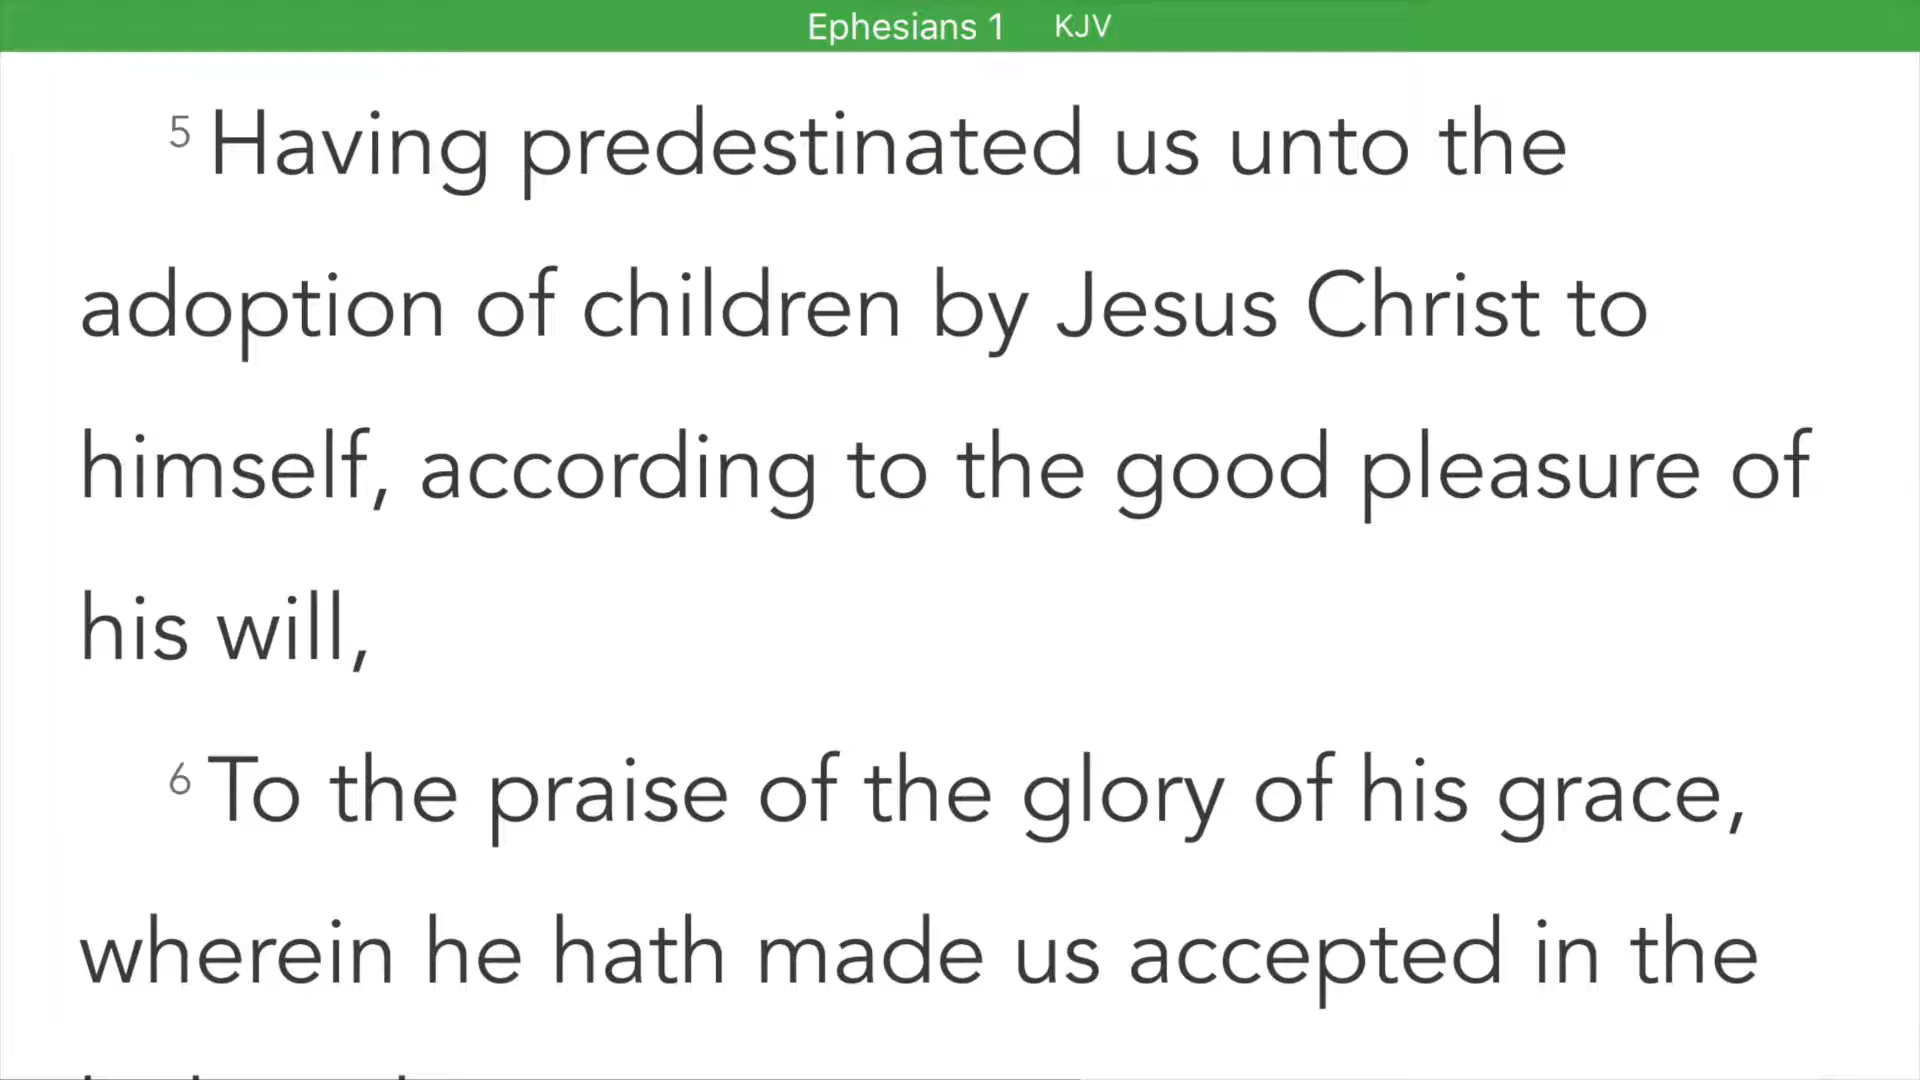 Ephesians 1 KJV
5 Having predestinated us unto the
adoption of children by Jesus Christ to
himself, according to the good pleasure of
his will,
6 To the praise of the glory of his grace,
wherein he hath made us accepted in the